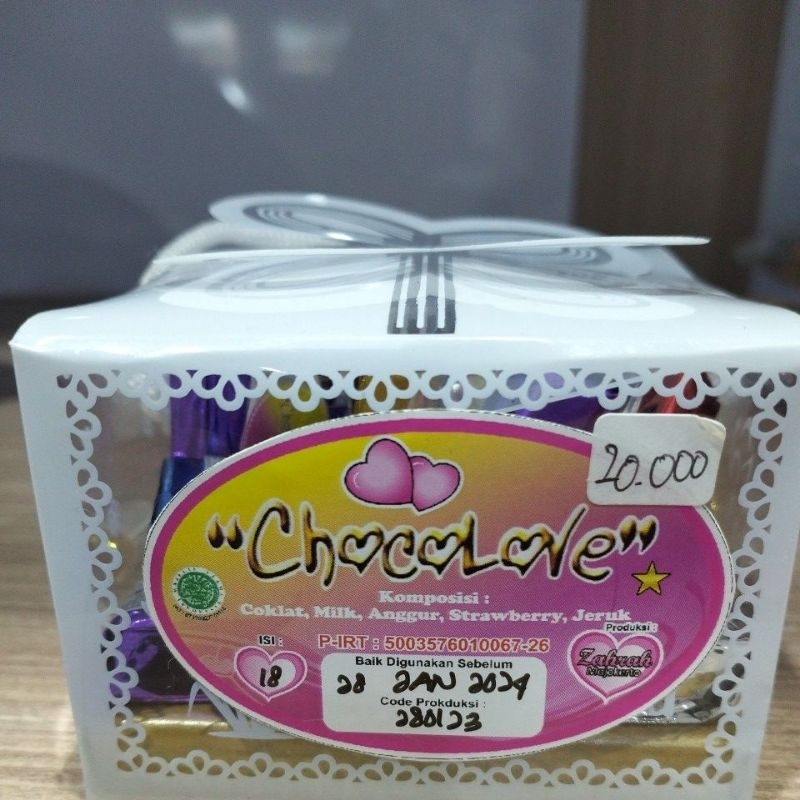 20.000
"ChocoLove"
Komposisi :
Coklat, Milk, Anggur, Strawberry, Jeruk
P-IRT : 5003576010067-26
ISI :
18
Baik Digunakan Sebelum
28 JAN 2024
Code Prokduksi :
280123
Produksi :
Zahrah
Mojokerto